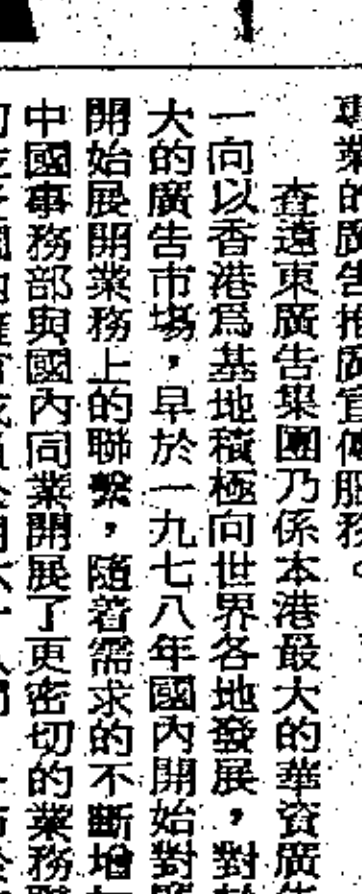 專業的廣告推廣宣傳服務。
查遠東廣告集團乃係本港最大的華資廣
一向以香港爲基地積極向世界各地發展，對
大的廣告市場，早於一九七八年國內開始對
開始展開業務上的聯繫，隨着需求的不斷增
中國事務部與國內同業開展了更密切的業務